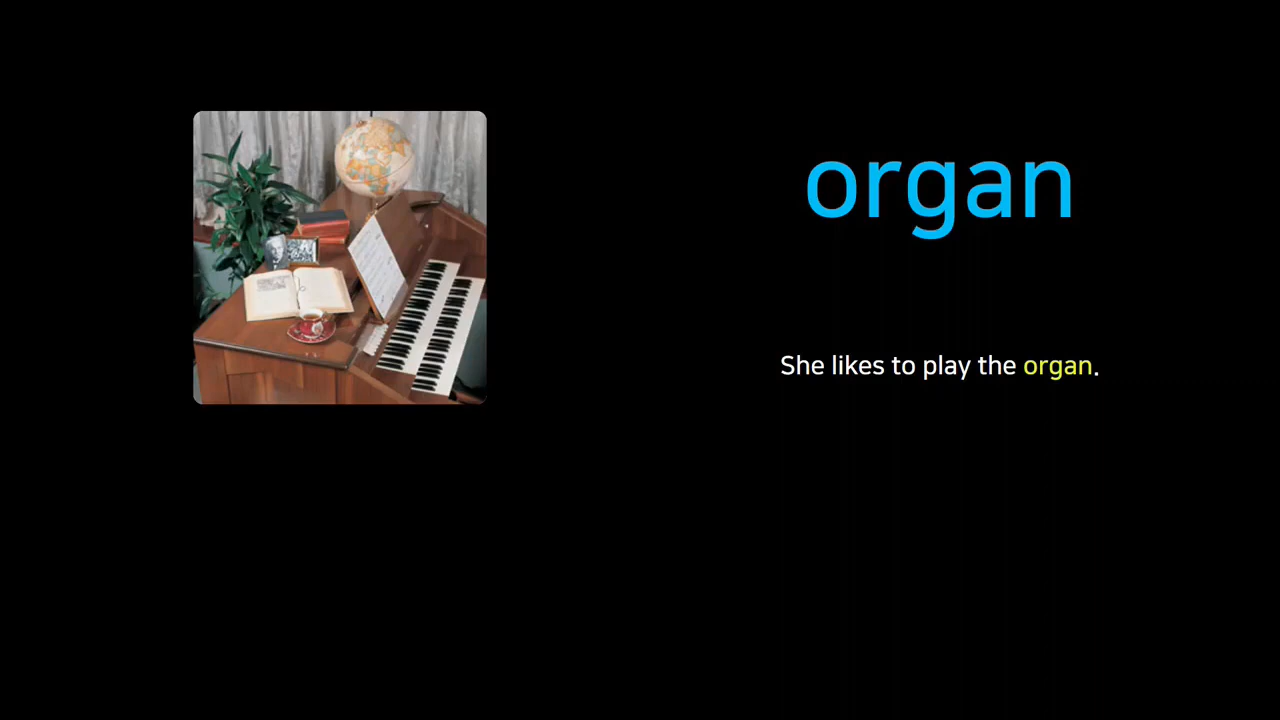 organ
She likes to play the organ.